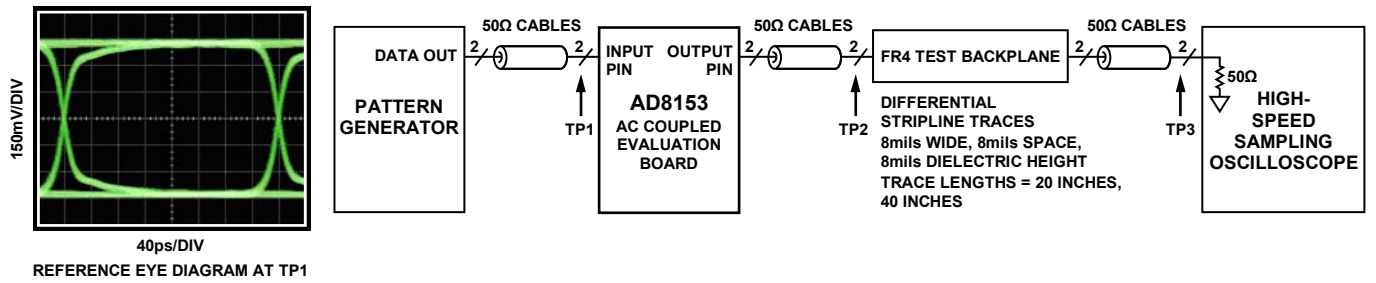 150mV/DIV
40ps/DIV
REFERENCE EYE DIAGRAM AT TP1
DATA OUT
PATTERN
GENERATOR
50Ω CABLES
2
2
TP1
INPUT
PIN
OUTPUT
PIN
AD8153
AC COUPLED
EVALUATION
BOARD
50Ω CABLES
2
2
TP2
FR4 TEST BACKPLANE
DIFFERENTIAL
STRIPLINE TRACES
8mils WIDE, 8mils SPACE,
8mils DIELECTRIC HEIGHT
TRACE LENGTHS = 20 INCHES,
40 INCHES
50Ω CABLES
2
2
TP3
50Ω
HIGH-
SPEED
SAMPLING
OSCILLOSCOPE